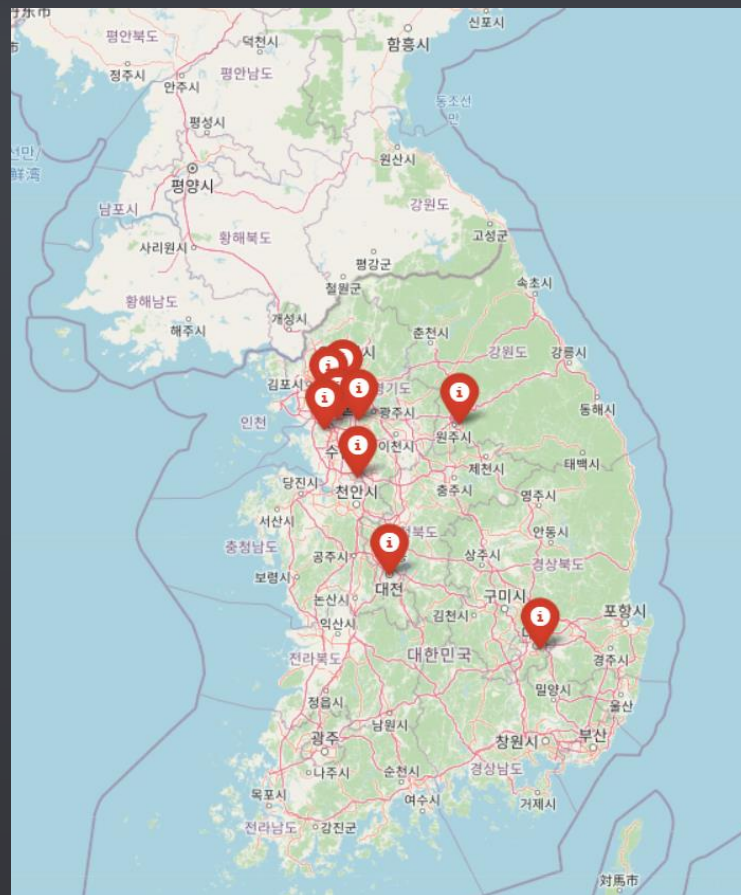 신포시
평안북도
덕천시
함흥시
정주시
평안남도
안주시
동조선
만
평성시
원산시
평양시
남포시
강원도
황해북도
고성군
사리원시
평강군
철원군
속초시
황해남도
개성시
해주시
춘천시
강원도
강릉시
김포시
경기도
광주시
동해시
인천
원주시
이천시
제천시
태백시
당진시
천안시
충주시
영주시
서산시
안동시
충청남도
공주시
상주시
경상북도
보령시
대전
구미시
논산시
김천시
포항시
익산시
전라북도
대한민국
경주시
밀양시
정읍시
울산
남원시
광주
창원시
부산
나주시
순천시
경상남도
목포시
여수시
거제시
전라남도
강진군
対馬市